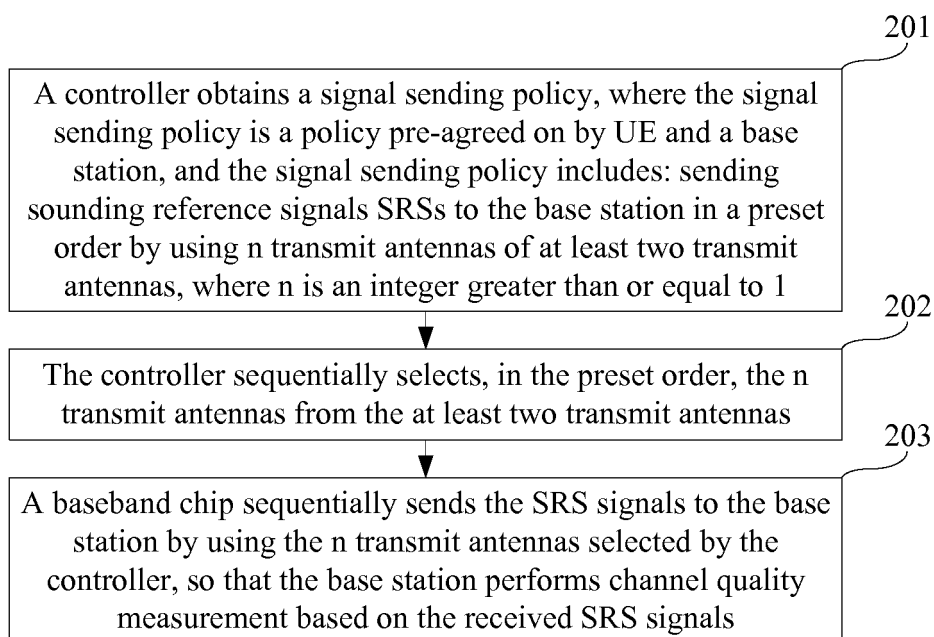 201
A controller obtains a signal sending policy, where the signal
sending policy is a policy pre-agreed on by UE and a base
station, and the signal sending policy includes: sending
sounding reference signals SRSs to the base station in a preset
order by using n transmit antennas of at least two transmit
antennas, where n is an integer greater than or equal to 1
202
The controller sequentially selects, in the preset order, the n
transmit antennas from the at least two transmit antennas
203
A baseband chip sequentially sends the SRS signals to the base
station by using the n transmit antennas selected by the
controller, so that the base station performs channel quality
measurement based on the received SRS signals